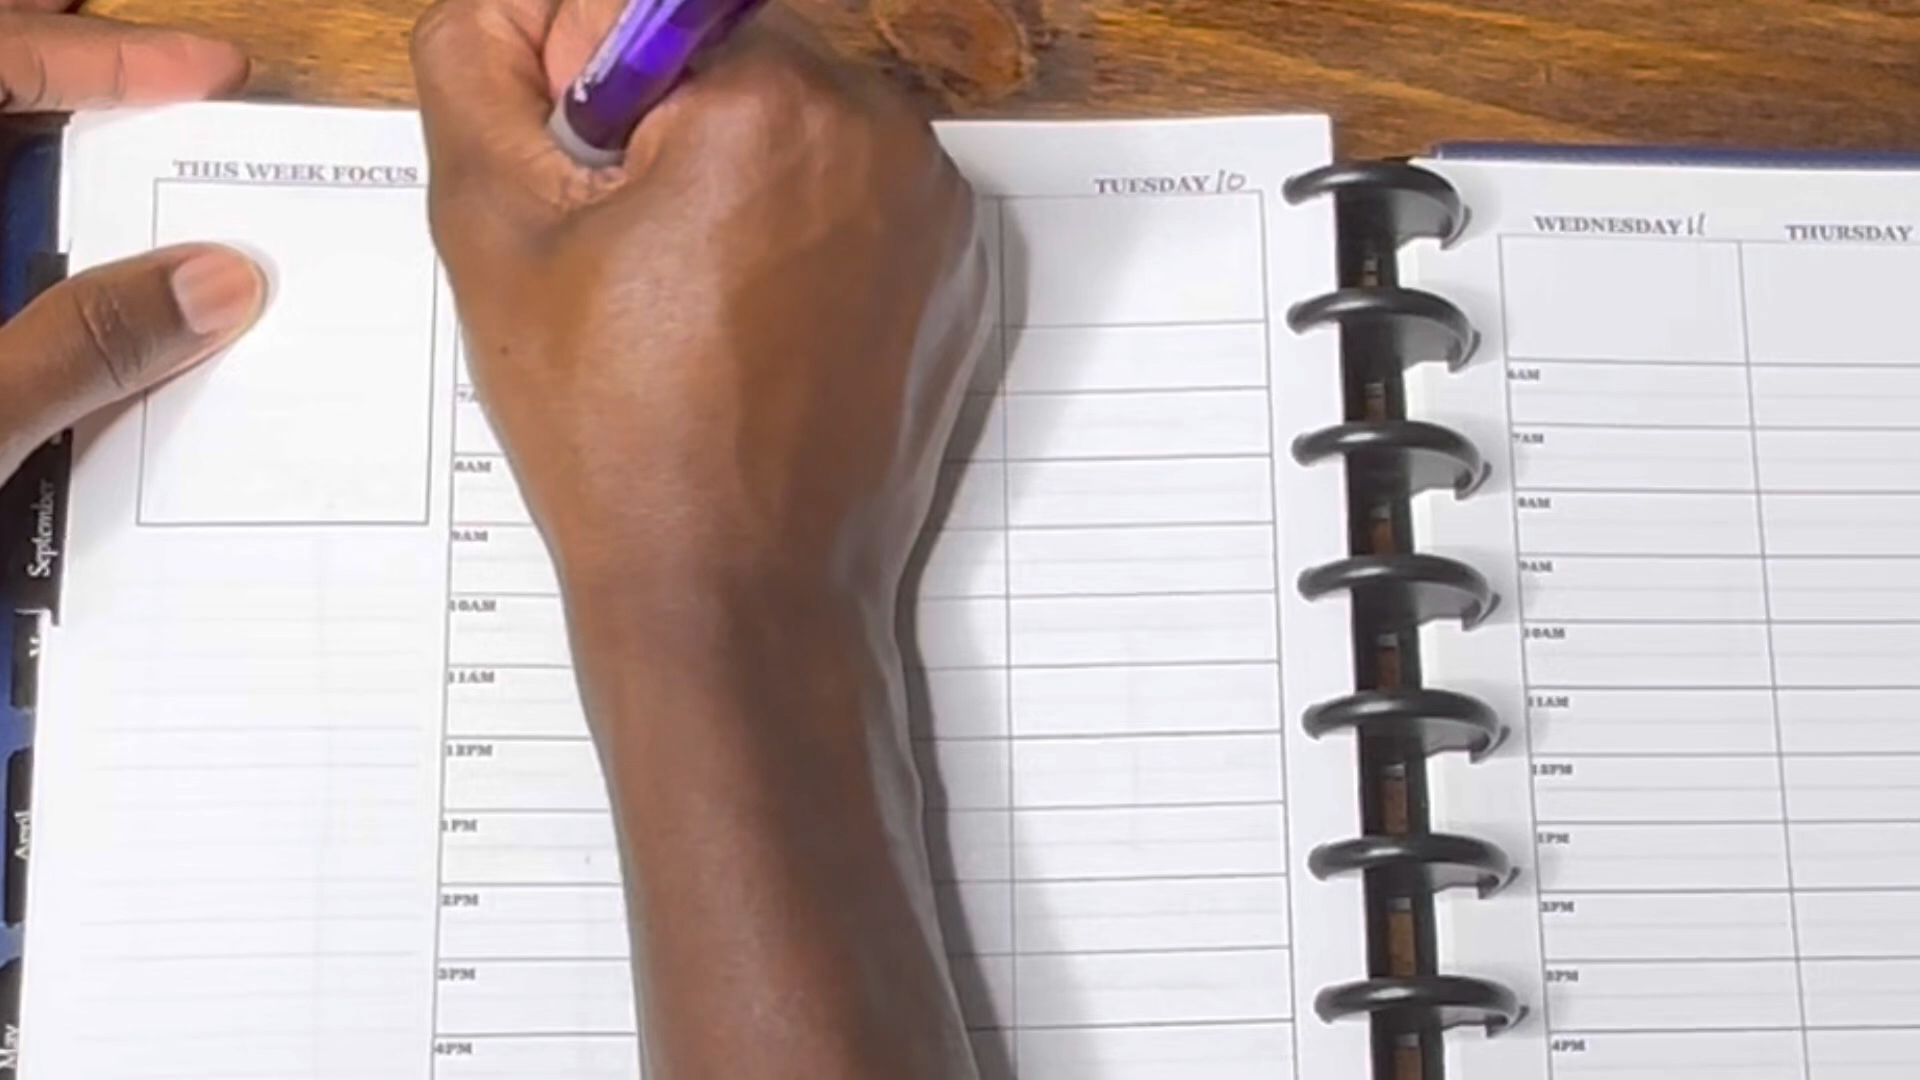 THIS WEEK FOCUS
TUESDAY 10
WEDNESDAY 11
THURSDAY
8AM
9AM
10AM
11AM
12PM
1PM
2PM
3PM
4PM
6AM
7AM
8AM
9AM
10AM
11AM
12PM
1PM
2PM
3PM
4PM
September
April
May